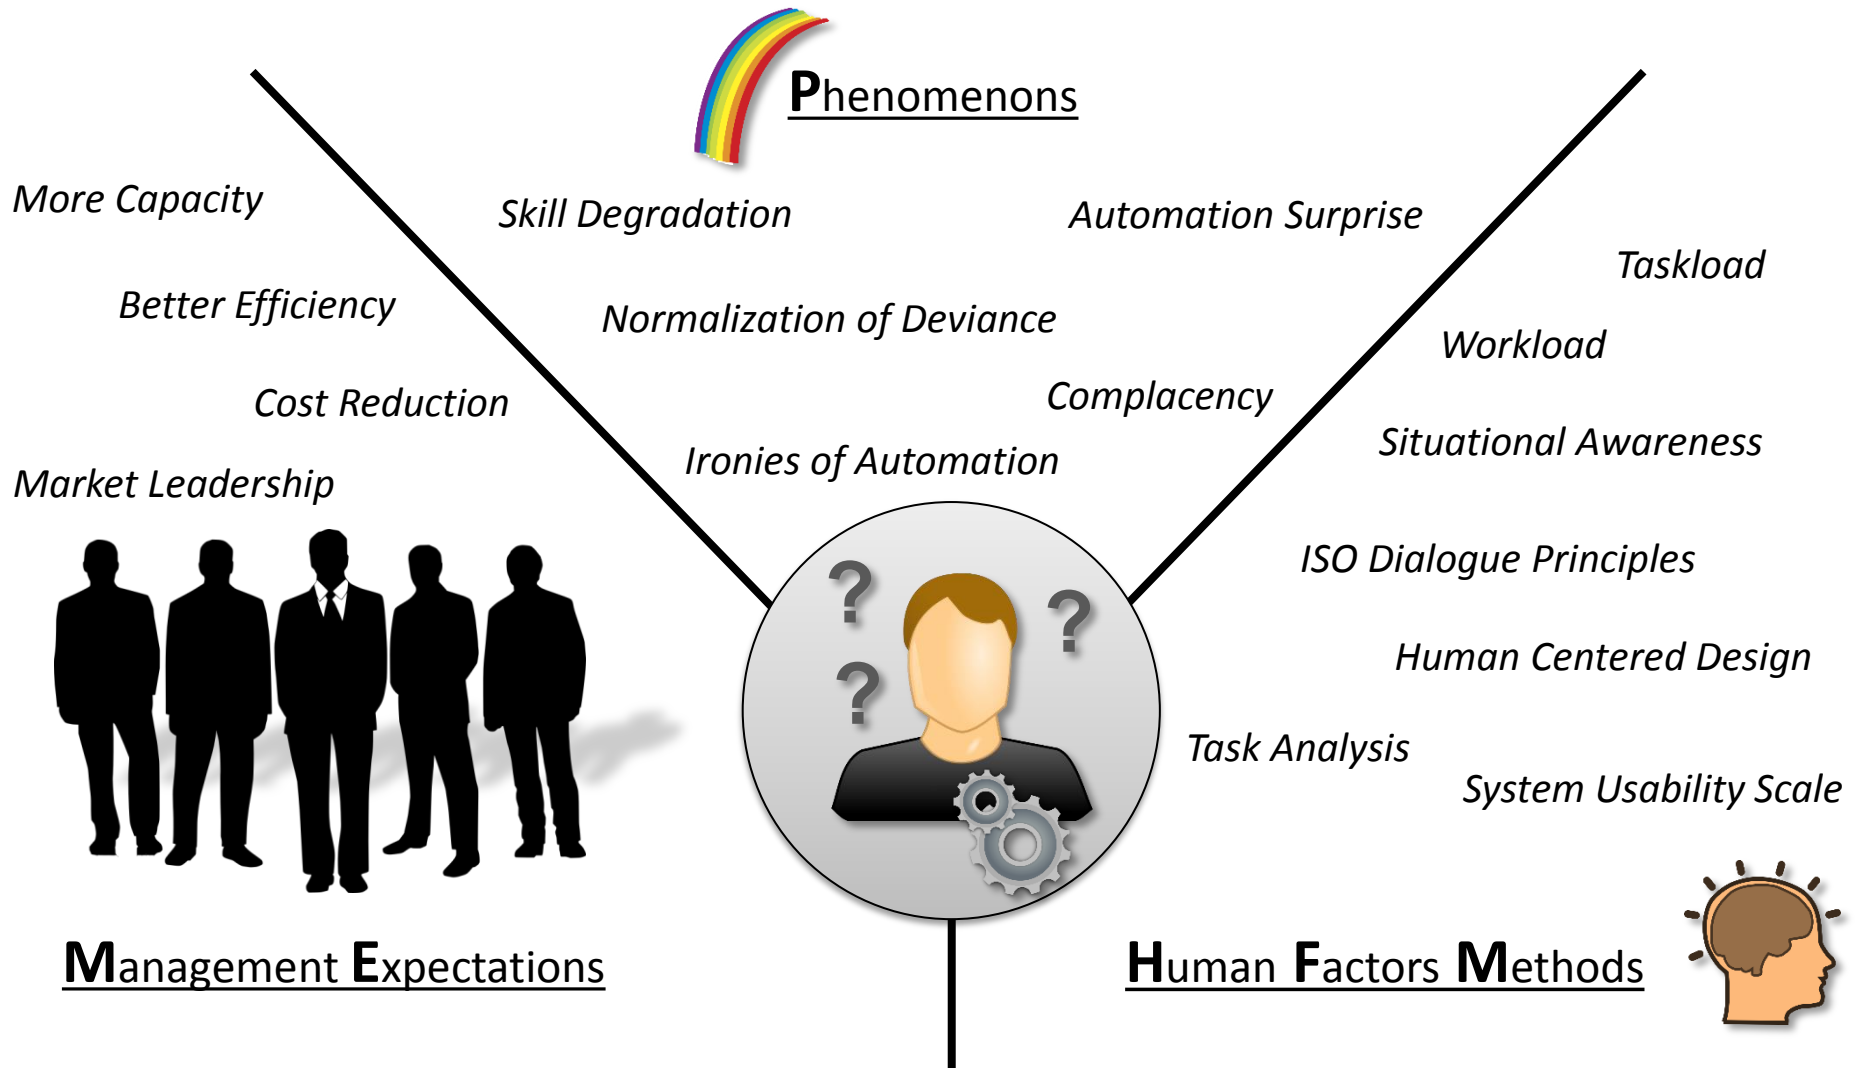 Phenomenons
Skill Degradation
Automation Surprise
Normalization of Deviance
Complacency
Ironies of Automation
More Capacity
Better Efficiency
Cost Reduction
Market Leadership
Management Expectations
Taskload
Workload
Situational Awareness
ISO Dialogue Principles
Human Centered Design
Task Analysis
System Usability Scale
Human Factors Methods
?
?
?